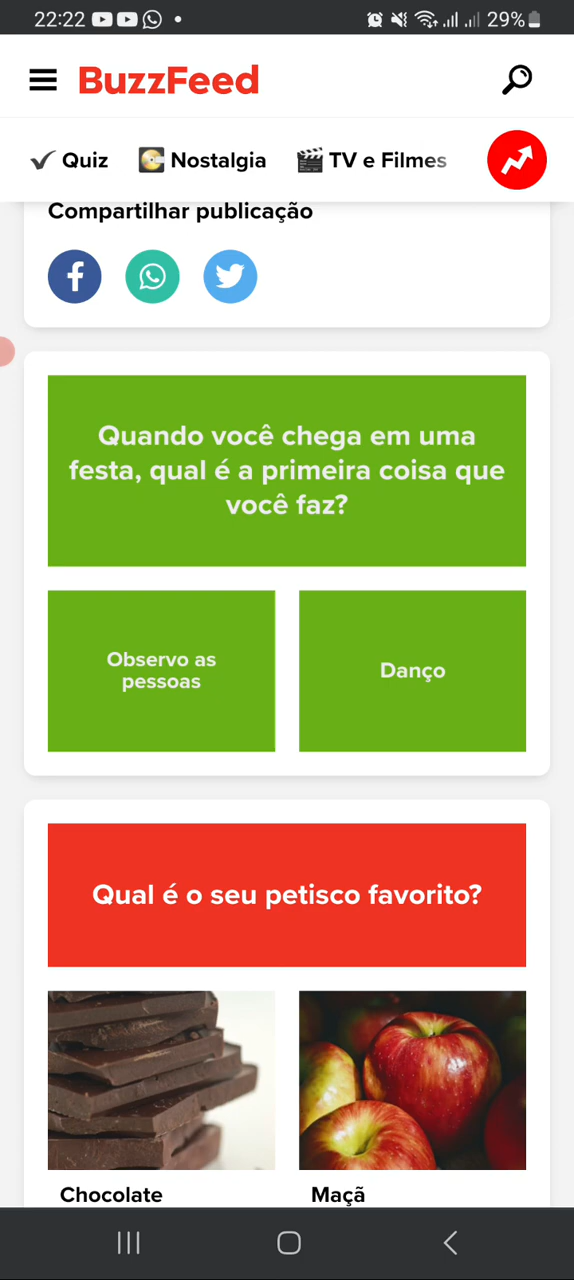 22:22
29%
BuzzFeed
Quiz
Nostalgia
TV e Filmes
Compartilhar publicação
Quando você chega em uma
festa, qual é a primeira coisa que
você faz?
Observo as
pessoas
Danço
Qual é o seu petisco favorito?
Chocolate
Maçã